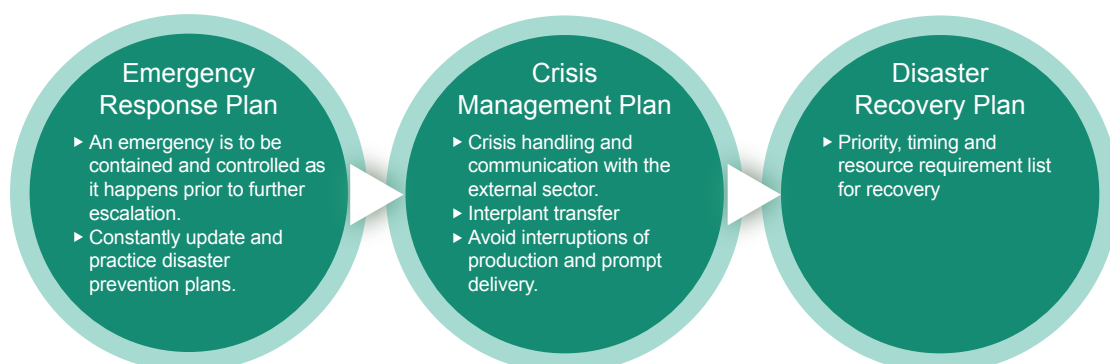 Emergency
Response Plan
▶ An emergency is to be
contained and controlled as
it happens prior to further
escalation.
▶ Constantly update and
practice disaster
prevention plans.
Crisis
Management Plan
▶ Crisis handling and
communication with the
external sector.
▶ Interplant transfer
▶ Avoid interruptions of
production and prompt
delivery.
Disaster
Recovery Plan
▶ Priority, timing and
resource requirement list
for recovery